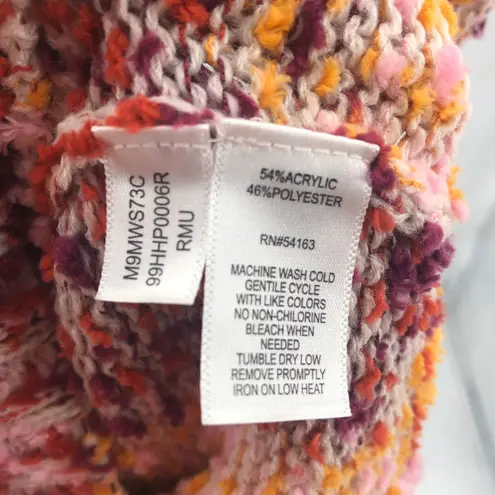 M9MWS73C
99HHP0006R
RMU
54%ACRYLIC
46%POLYESTER
RN#54163
MACHINE WASH COLD
GENTLE CYCLE
WITH LIKE COLORS
NO NON-CHLORINE
BLEACH WHEN
NEEDED
TUMBLE DRY LOW
REMOVE PROMPTLY
IRON ON LOW HEAT